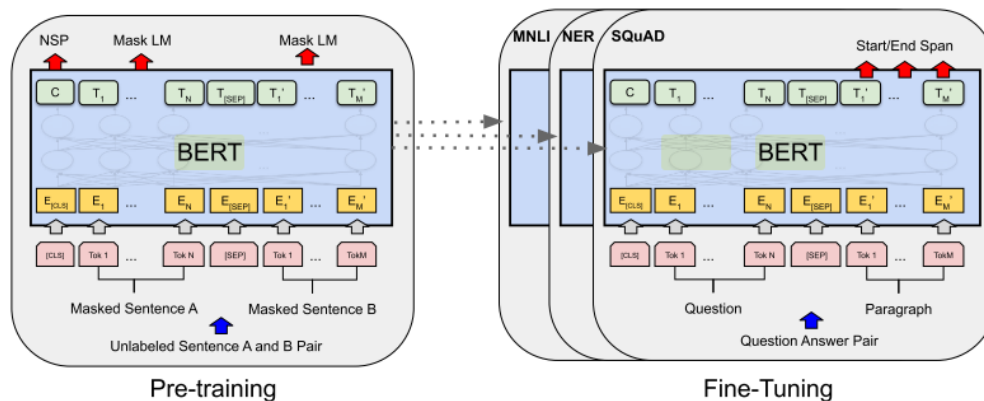 NSP Mask LM Mask LM
C T1 ... TN T[SEP] T1' ... TM'
BERT
E[CLS] E1 ... EN E[SEP] E1' ... EM'
[CLS] Tok 1 ... Tok N [SEP] Tok 1 ... TokM
Masked Sentence A Masked Sentence B
Unlabeled Sentence A and B Pair
Pre-training
MNLI NER SQuAD
Start/End Span
C T1 ... TN T[SEP] T1' ... TM'
BERT
E[CLS] E1 ... EN E[SEP] E1' ... EM'
[CLS] Tok 1 ... Tok N [SEP] Tok 1 ... TokM
Question Paragraph
Question Answer Pair
Fine-Tuning